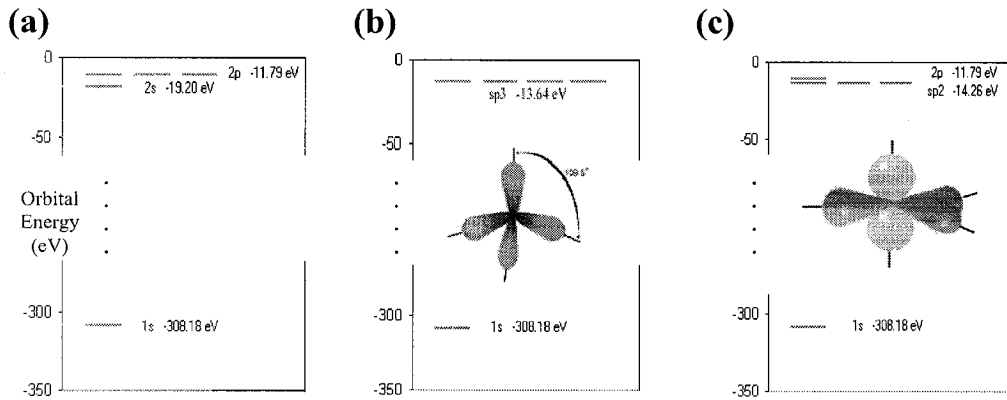 (a)
0
2p -11.79 eV
2s -19.20 eV
-50
Orbital
Energy
(eV)
-300
1s -308.18 eV
-350
(b)
0
sp3 -13.64 eV
-50
109.5°
-300
1s -308.18 eV
-350
(c)
0
2p -11.79 eV
sp2 -14.26 eV
-50
-300
1s -308.18 eV
-350